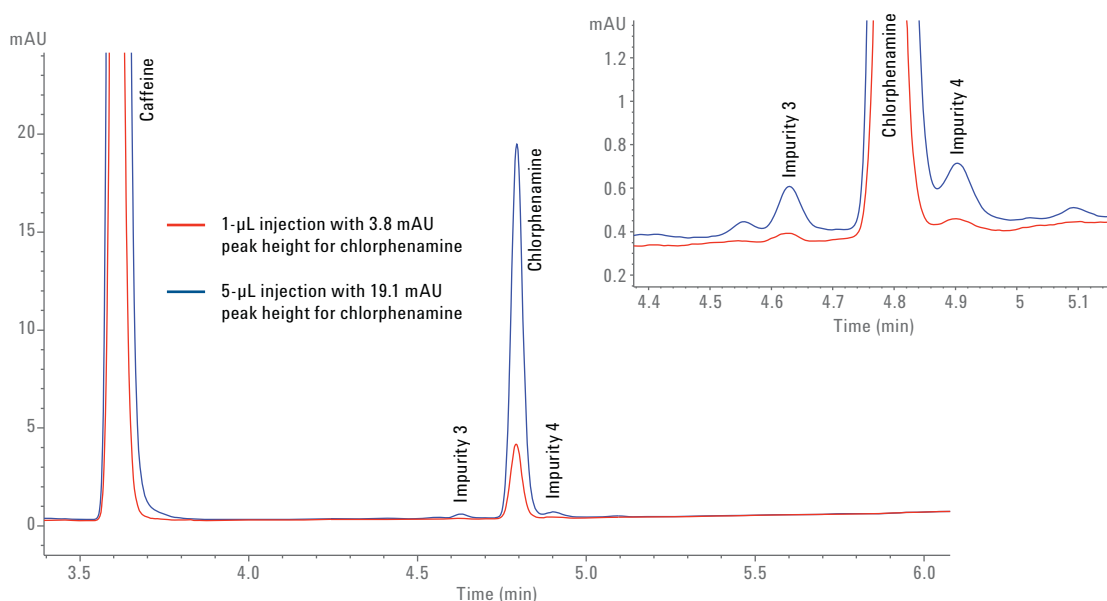 mAU
20
15
10
5
0
3.5
4.0
4.5
5.0
5.5
6.0
Time (min)
Caffeine
Impurity 3
Chlorphenamine
Impurity 4
1-µL injection with 3.8 mAU
peak height for chlorphenamine
5-µL injection with 19.1 mAU
peak height for chlorphenamine
mAU
1.2
1
0.8
0.6
0.4
0.2
4.4
4.5
4.6
4.7
4.8
4.9
5
5.1
Time (min)
Impurity 3
Chlorphenamine
Impurity 4